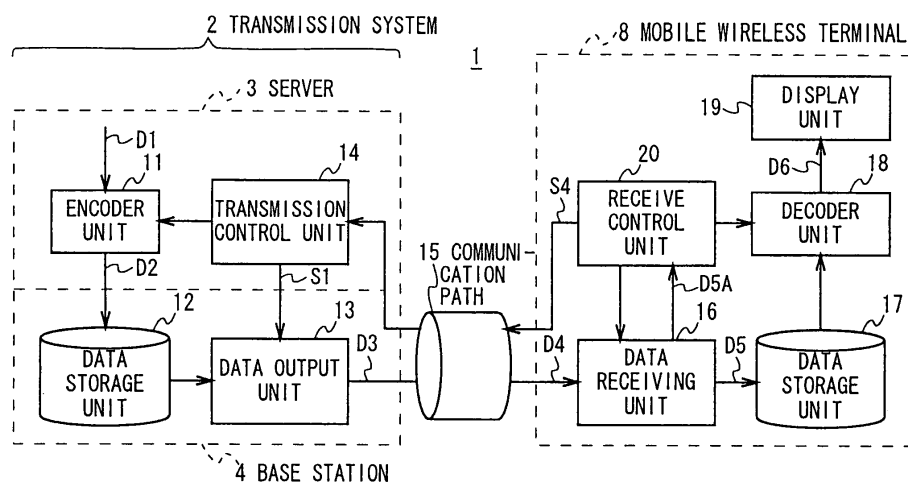 2 TRANSMISSION SYSTEM
8 MOBILE WIRELESS TERMINAL
1
3 SERVER
D1
11
ENCODER
UNIT
D2
14
TRANSMISSION
CONTROL UNIT
S1
12
DATA
STORAGE
UNIT
13
DATA OUTPUT
UNIT
D3
4 BASE STATION
15 COMMUNI-
CATION
PATH
D4
S4
20
RECEIVE
CONTROL
UNIT
D5A
16
DATA
RECEIVING
UNIT
D5
19
DISPLAY
UNIT
D6
18
DECODER
UNIT
17
DATA
STORAGE
UNIT